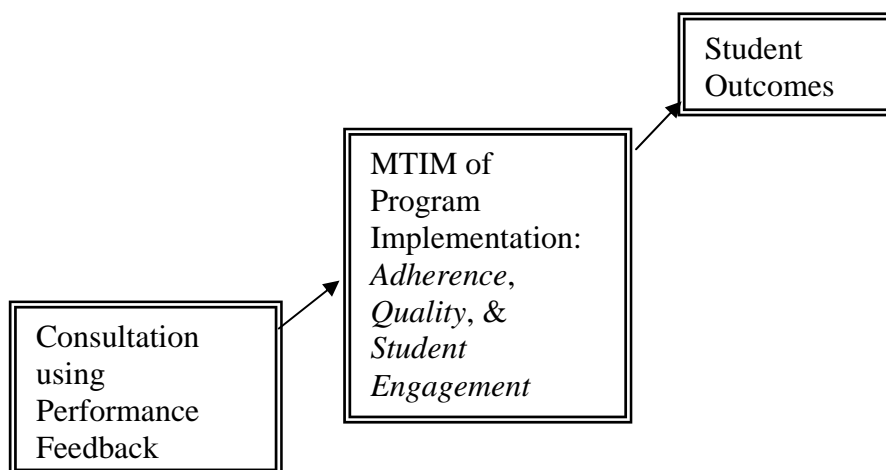 Student
Outcomes
MTIM of
Program
Implementation:
Adherence,
Quality, &
Student
Engagement
Consultation
using
Performance
Feedback